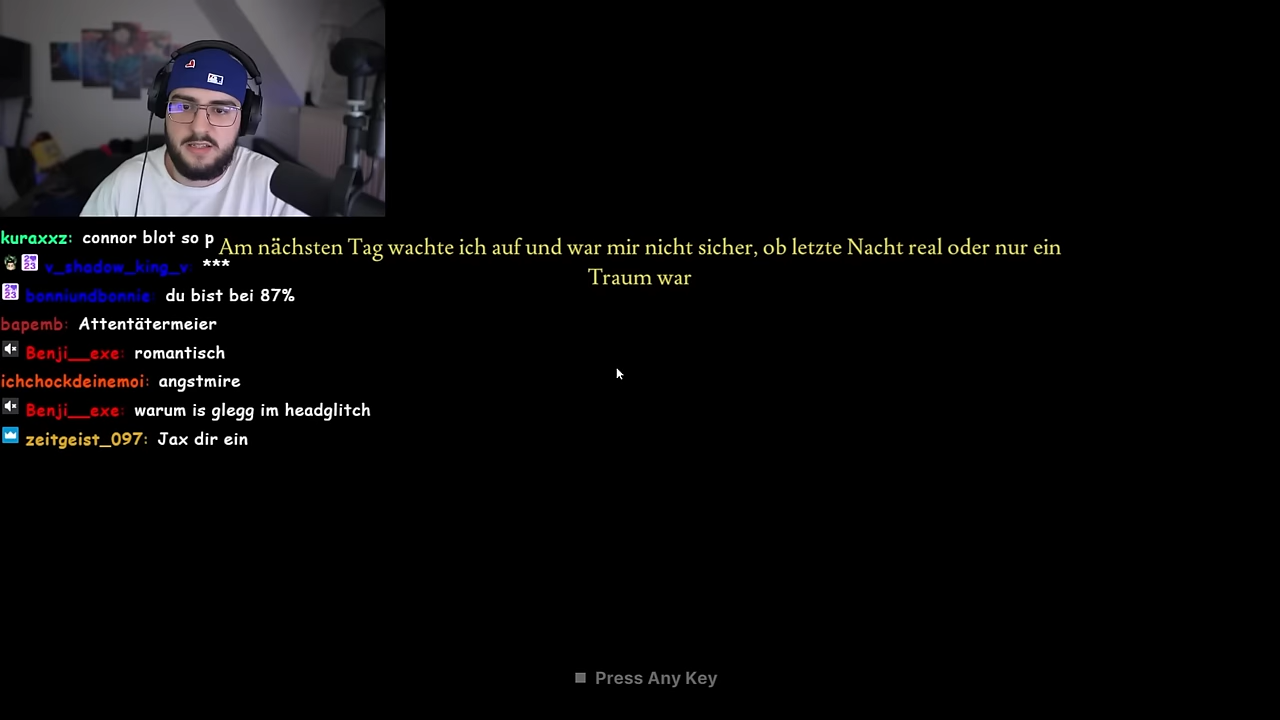 kuraxxz: connor blot so p
Am nächsten Tag wachte ich auf und war mir nicht sicher, ob letzte Nacht real oder nur ein
Traum war
v_shadow_king_v: ***
bonniundbonnie: du bist bei 87%
bapemb: Attentätermeier
Benji__exe: romantisch
ichchockdeinemoi: angstmire
Benji__exe: warum is glegg im headglitch
zeitgeist_097: Jax dir ein
Press Any Key